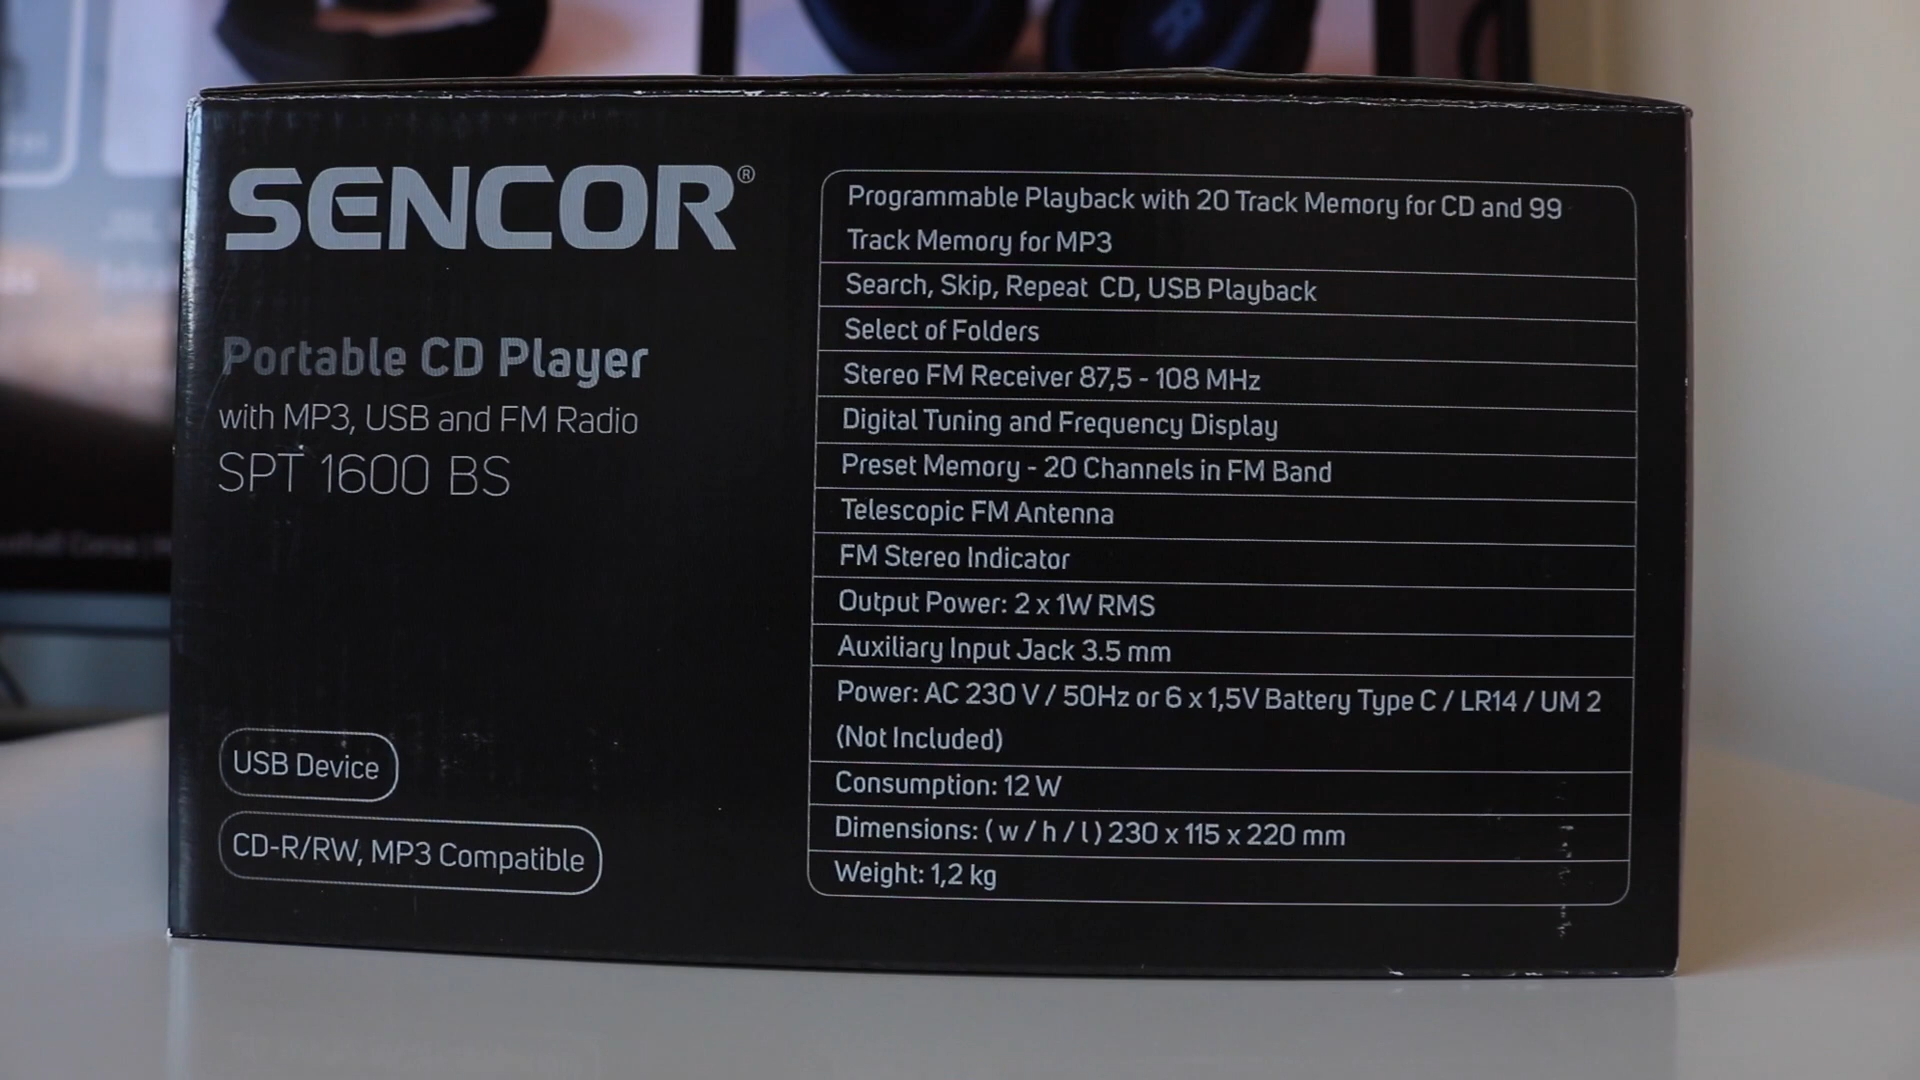 SENCOR®
Portable CD Player
with MP3, USB and FM Radio
SPT 1600 BS
USB Device
CD-R/RW, MP3 Compatible
Programmable Playback with 20 Track Memory for CD and 99
Track Memory for MP3
Search, Skip, Repeat CD, USB Playback
Select of Folders
Stereo FM Receiver 87,5 - 108 MHz
Digital Tuning and Frequency Display
Preset Memory - 20 Channels in FM Band
Telescopic FM Antenna
FM Stereo Indicator
Output Power: 2 x 1W RMS
Auxiliary Input Jack 3.5 mm
Power: AC 230 V / 50Hz or 6 x 1,5V Battery Type C / LR14 / UM 2
(Not Included)
Consumption: 12 W
Dimensions: ( w / h / l ) 230 x 115 x 220 mm
Weight: 1,2 kg